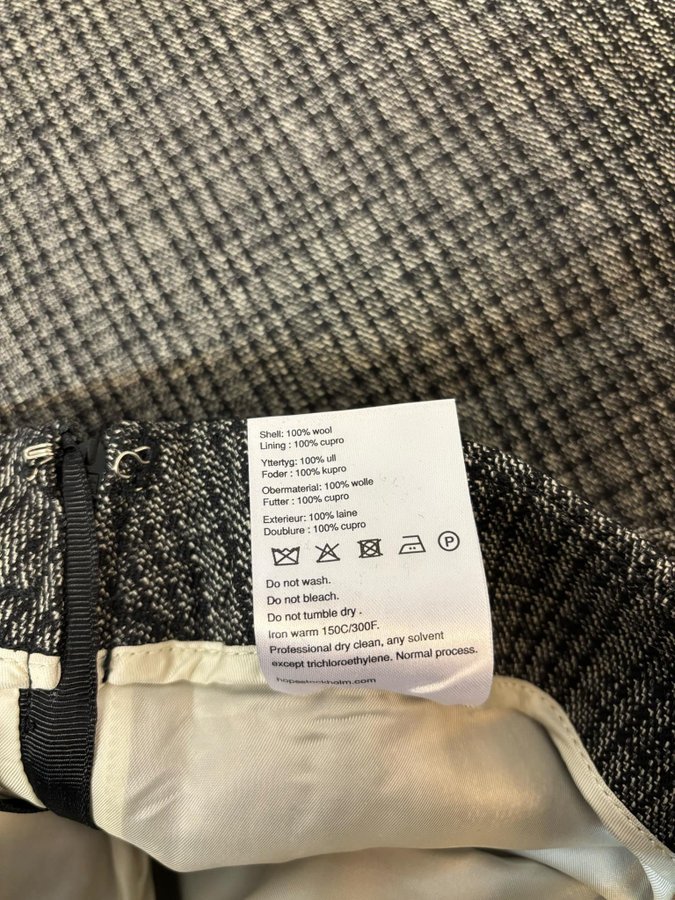 Shell: 100% wool
Lining : 100% cupro
Yttertyg: 100% ull
Foder : 100% kupro
Obermaterial: 100% wolle
Futter : 100% cupro
Exterieur: 100% laine
Doublure : 100% cupro
P
Do not wash.
Do not bleach.
Do not tumble dry .
Iron warm 150C/300F.
Professional dry clean, any solvent
except trichloroethylene. Normal process.
hopestockholm.com